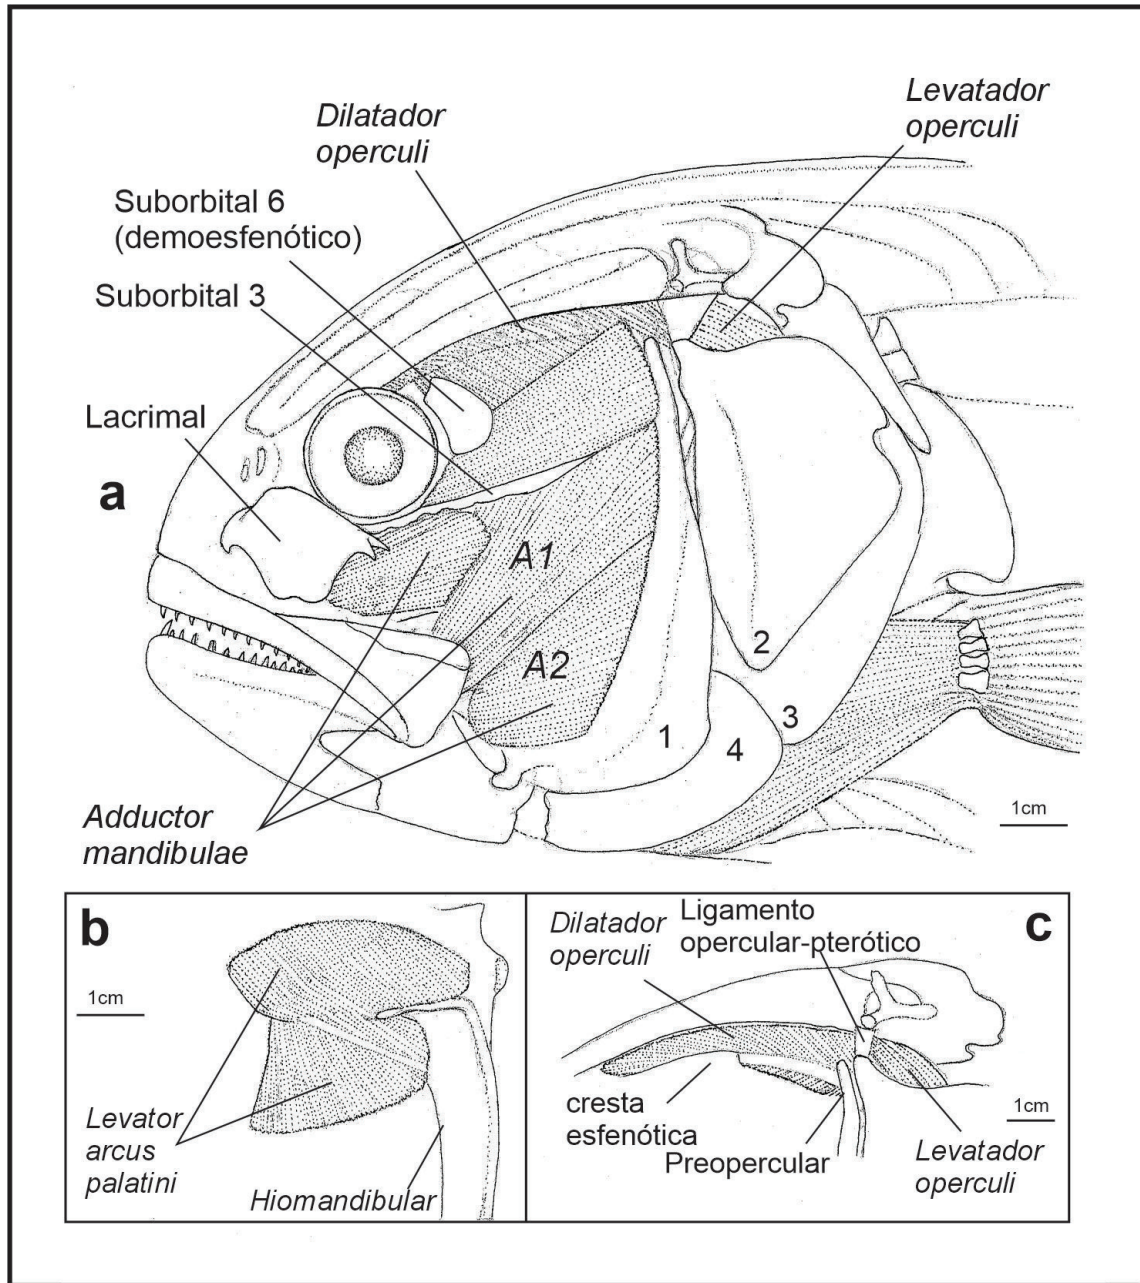 Dilatador
operculi
Levatador
operculi
Suborbital 6
(demoesfenótico)
Suborbital 3
Lacrimal
a
A1
A2
1
2
3
4
Adductor
mandibulae
1cm
b
1cm
Levator
arcus
palatini
Hiomandibular
c
Dilatador
operculi
Ligamento
opercular-pterótico
cresta
esfenótica
Preopercular
1cm
Levatador
operculi